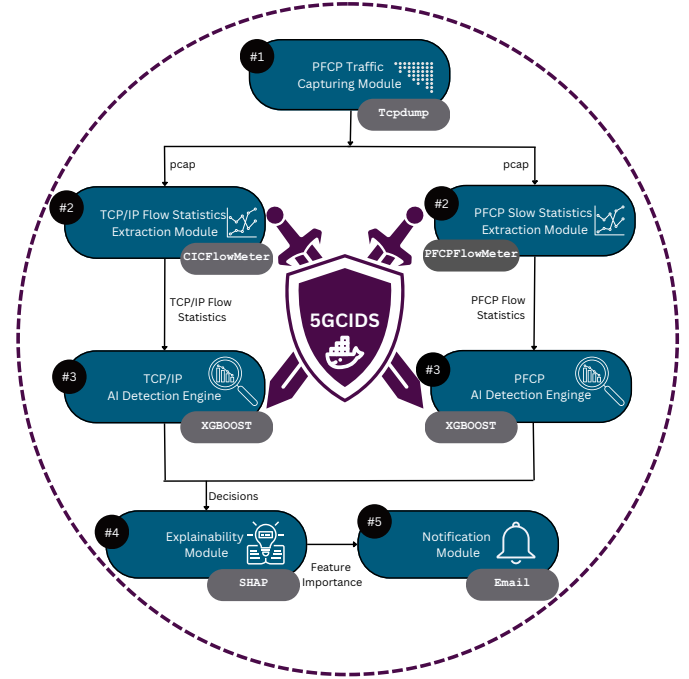 #1
PFCP Traffic
Capturing Module
Tcpdump
pcap
pcap
#2
TCP/IP Flow Statistics
Extraction Module
CICFlowMeter
#2
PFCP Slow Statistics
Extraction Module
PFCPFlowMeter
5GCIDS
TCP/IP Flow
Statistics
PFCP Flow
Statistics
#3
TCP/IP
AI Detection Engine
XGBOOST
#3
PFCP
AI Detection Enginge
XGBOOST
Decisions
#4
Explainability
Module
SHAP
Feature
Importance
#5
Notification
Module
Email